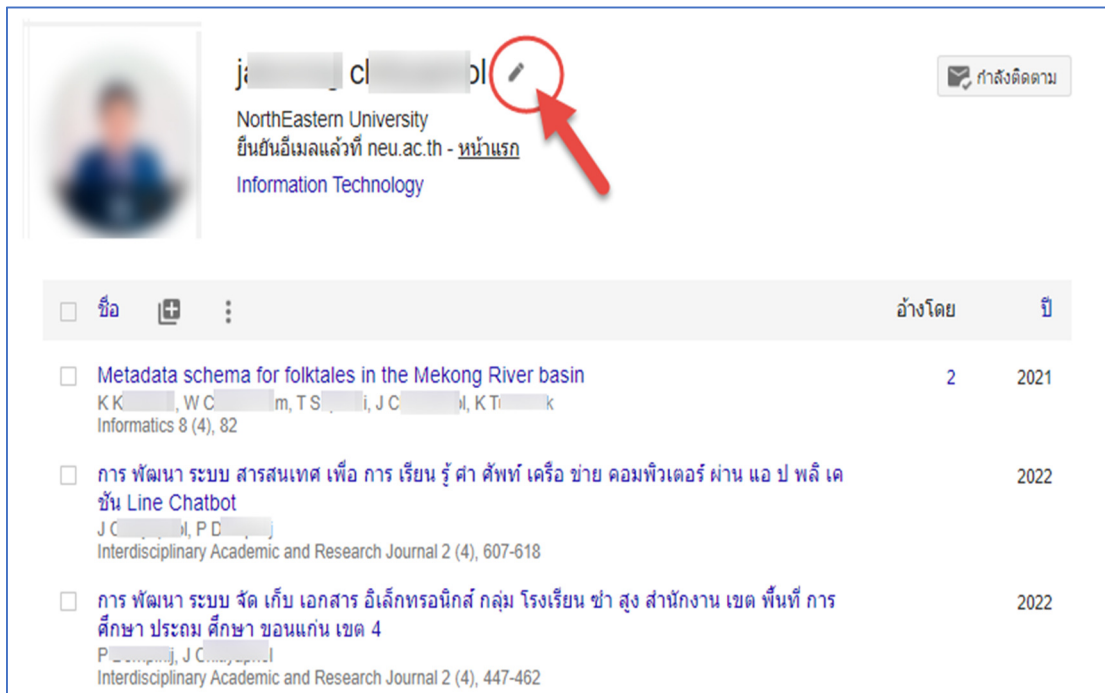 กำลังติดตาม
NorthEastern University
ยืนยันอีเมลแล้วที่ neu.ac.th - หน้าแรก
Information Technology
ชื่อ อ้างโดย ปี
Metadata schema for folktales in the Mekong River basin 2 2021
Informatics 8 (4), 82
การ พัฒนา ระบบ สารสนเทศ เพื่อ การ เรียน รู้ คำ ศัพท์ เครือ ข่าย คอมพิวเตอร์ ผ่าน แอ ป พลิ เค 2022
ชัน Line Chatbot
Interdisciplinary Academic and Research Journal 2 (4), 607-618
การ พัฒนา ระบบ จัด เก็บ เอกสาร อิเล็กทรอนิกส์ กลุ่ม โรงเรียน ซำ สูง สำนักงาน เขต พื้นที่ การ 2022
ศึกษา ประถม ศึกษา ขอนแก่น เขต 4
Interdisciplinary Academic and Research Journal 2 (4), 447-462